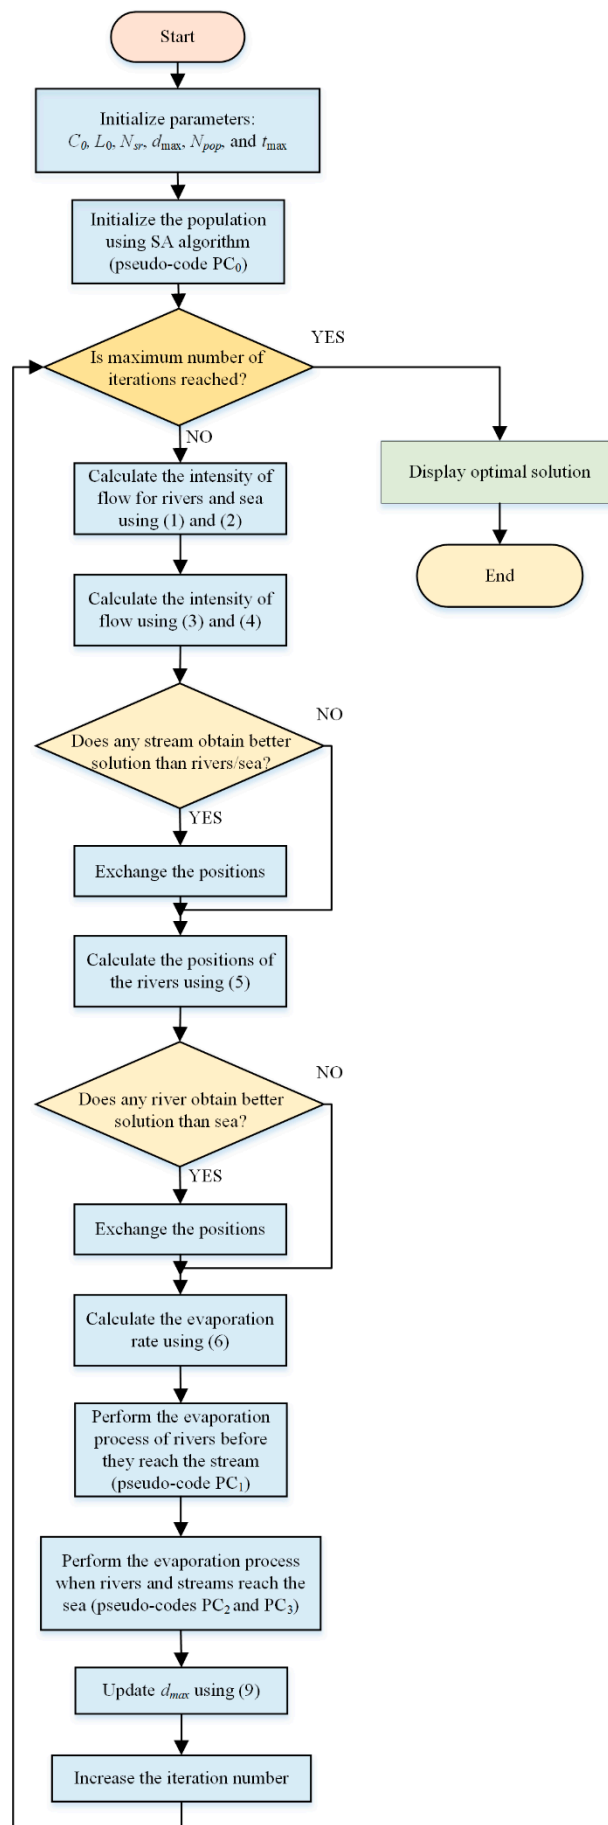 Start
Initialize parameters:
C₀, L₀, Nₛᵣ, d_max, N_pop, and t_max
Initialize the population
using SA algorithm
(pseudo-code PC₀)
Is maximum number of
iterations reached?
YES
NO
Display optimal solution
End
Calculate the intensity of
flow for rivers and sea
using (1) and (2)
Calculate the intensity of
flow using (3) and (4)
Does any stream obtain better
solution than rivers/sea?
NO
YES
Exchange the positions
Calculate the positions of
the rivers using (5)
Does any river obtain better
solution than sea?
NO
YES
Exchange the positions
Calculate the evaporation
rate using (6)
Perform the evaporation
process of rivers before
they reach the stream
(pseudo-code PC₁)
Perform the evaporation process
when rivers and streams reach the
sea (pseudo-codes PC₂ and PC₃)
Update d_max using (9)
Increase the iteration number